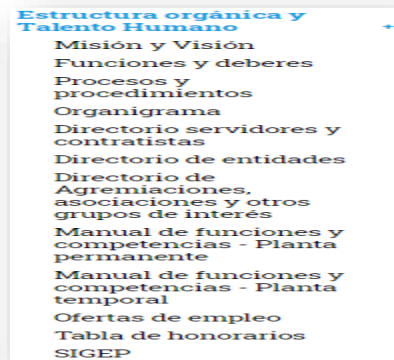 Estructura orgánica y
Talento Humano
Misión y Visión
Funciones y deberes
Procesos y
procedimientos
Organigrama
Directorio servidores y
contratistas
Directorio de entidades
Directorio de
Agremiaciones,
asociaciones y otros
grupos de interés
Manual de funciones y
competencias - Planta
permanente
Manual de funciones y
competencias - Planta
temporal
Ofertas de empleo
Tabla de honorarios
SIGEP